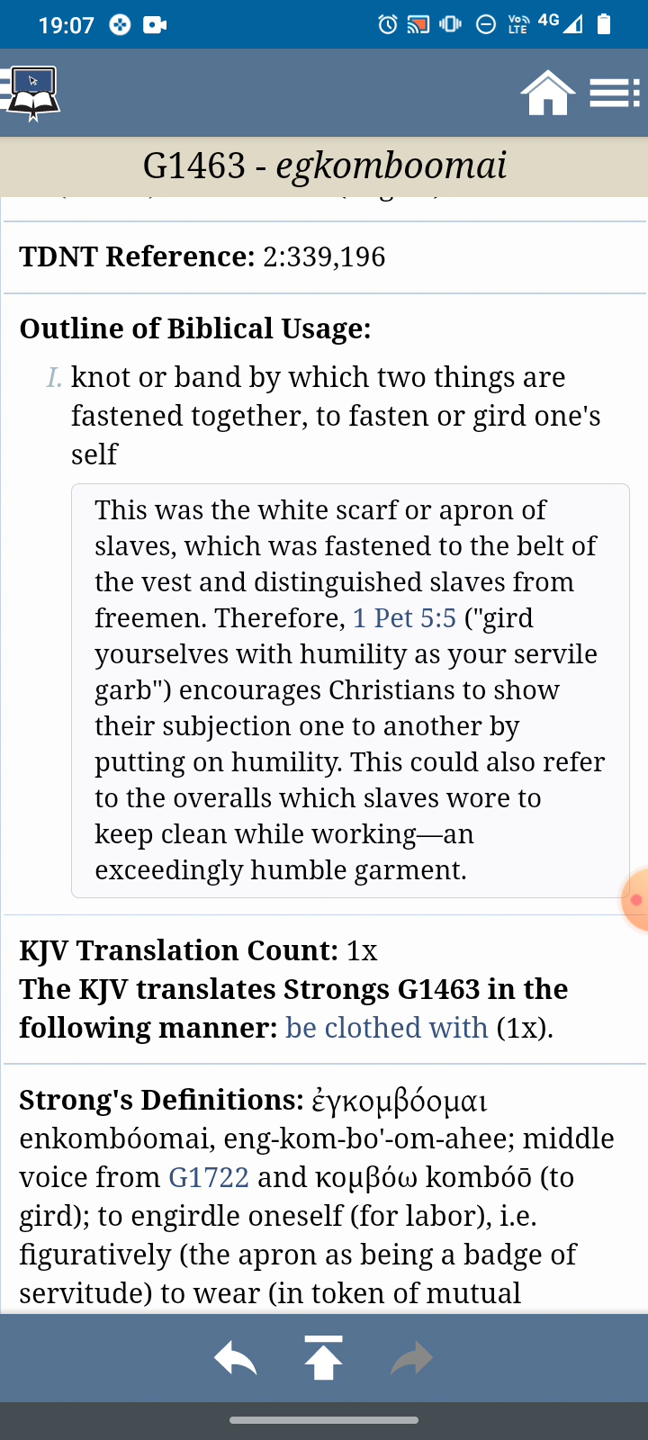 19:07
Vo))
LTE
4G
G1463 - egkomboomai
TDNT Reference: 2:339,196
Outline of Biblical Usage:
I. knot or band by which two things are
fastened together, to fasten or gird one's
self
This was the white scarf or apron of
slaves, which was fastened to the belt of
the vest and distinguished slaves from
freemen. Therefore, 1 Pet 5:5 ("gird
yourselves with humility as your servile
garb") encourages Christians to show
their subjection one to another by
putting on humility. This could also refer
to the overalls which slaves wore to
keep clean while working—an
exceedingly humble garment.
KJV Translation Count: 1x
The KJV translates Strongs G1463 in the
following manner: be clothed with (1x).
Strong's Definitions: ἐγκομβόομαι
enkombóomai, eng-kom-bo'-om-ahee; middle
voice from G1722 and κομβόω kombóō (to
gird); to engirdle oneself (for labor), i.e.
figuratively (the apron as being a badge of
servitude) to wear (in token of mutual